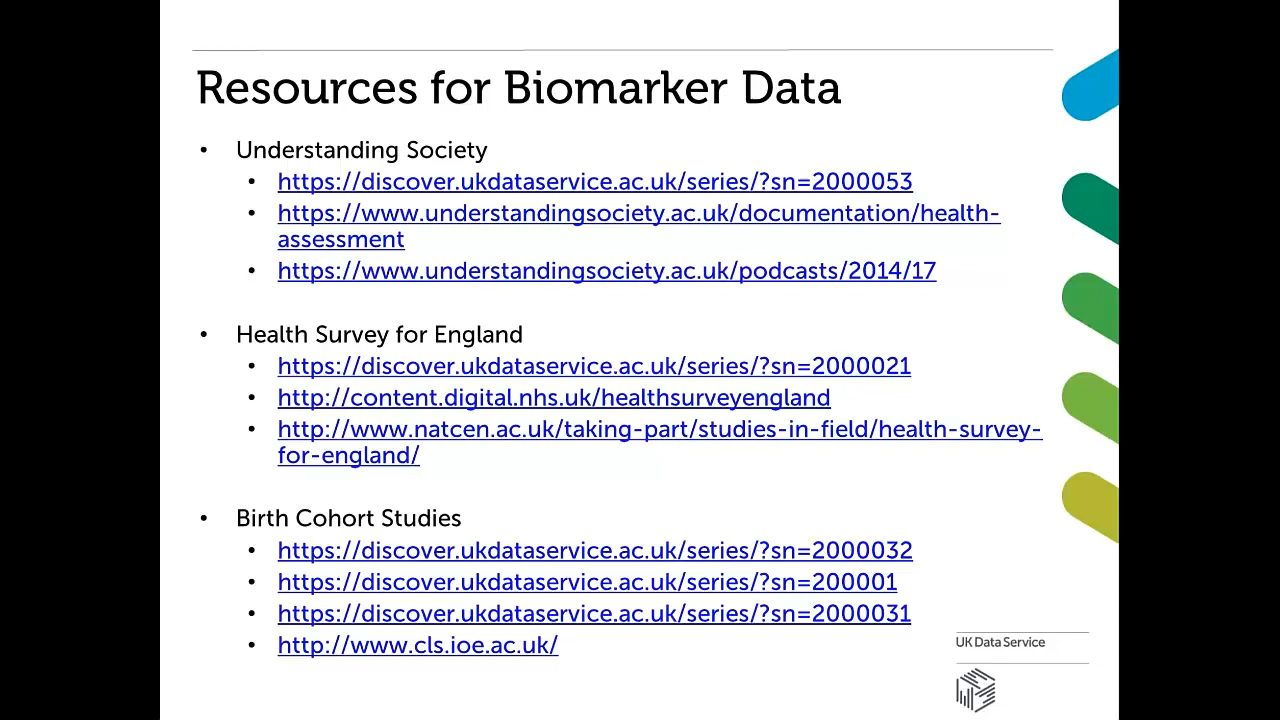 Resources for Biomarker Data
• Understanding Society
• https://discover.ukdataservice.ac.uk/series/?sn=2000053
• https://www.understandingsociety.ac.uk/documentation/health-
assessment
• https://www.understandingsociety.ac.uk/podcasts/2014/17
• Health Survey for England
• https://discover.ukdataservice.ac.uk/series/?sn=2000021
• http://content.digital.nhs.uk/healthsurveyengland
• http://www.natcen.ac.uk/taking-part/studies-in-field/health-survey-
for-england/
• Birth Cohort Studies
• https://discover.ukdataservice.ac.uk/series/?sn=2000032
• https://discover.ukdataservice.ac.uk/series/?sn=200001
• https://discover.ukdataservice.ac.uk/series/?sn=2000031
• http://www.cls.ioe.ac.uk/
UK Data Service